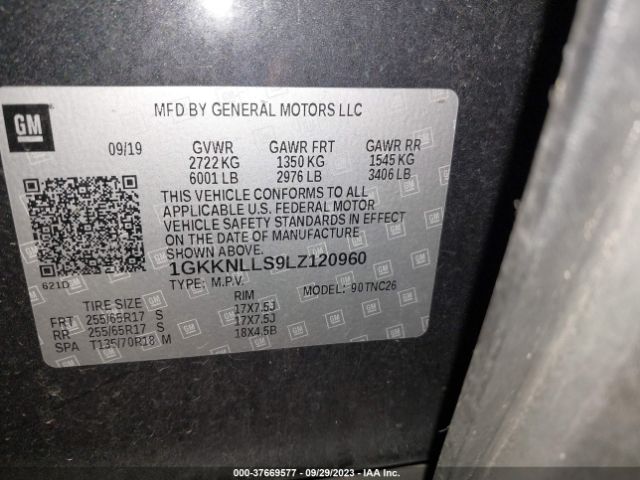 GM
MFD BY GENERAL MOTORS LLC
09/19 GVWR GAWR FRT GAWR RR
2722 KG 1350 KG 1545 KG
6001 LB 2976 LB 3406 LB
THIS VEHICLE CONFORMS TO ALL
APPLICABLE U.S. FEDERAL MOTOR
VEHICLE SAFETY STANDARDS IN EFFECT
ON THE DATE OF MANUFACTURE
SHOWN ABOVE.
621D 1GKKNLLS9LZ120960
TYPE: M.P.V. MODEL: 90TNC26
TIRE SIZE RIM
FRT 255/65R17 S 17X7.5J
RR 255/65R17 S 17X7.5J
SPA T135/70R18 M 18X4.5B
000-37669577 - 09/29/2023 - IAA Inc.